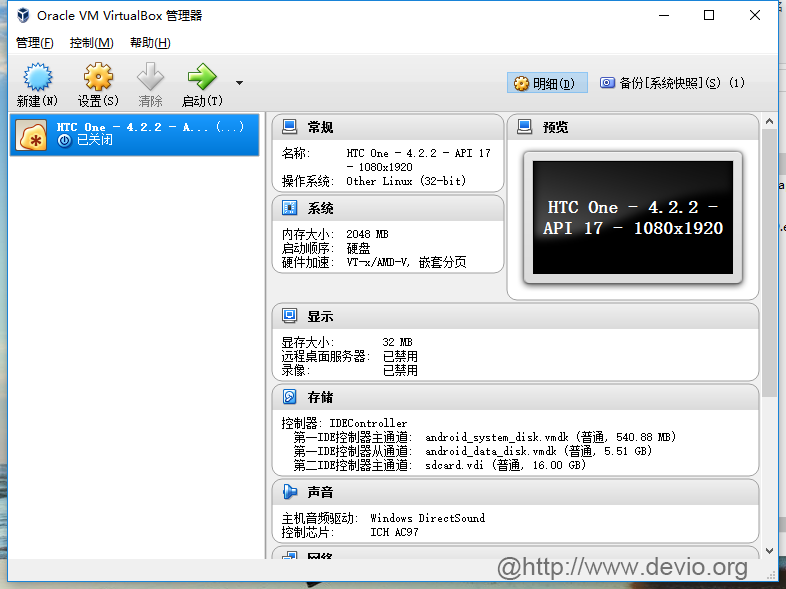 Oracle VM VirtualBox 管理器
管理(F) 控制(M) 帮助(H)
新建(N) 设置(S) 清除 启动(T)
明细(D) 备份[系统快照](S) (1)
HTC One - 4.2.2 - A... (...)
已关闭
常规
名称: HTC One - 4.2.2 - API 17
- 1080x1920
操作系统: Other Linux (32-bit)
系统
内存大小: 2048 MB
启动顺序: 硬盘
硬件加速: VT-x/AMD-V, 嵌套分页
预览
HTC One - 4.2.2 -
API 17 - 1080x1920
显示
显存大小: 32 MB
远程桌面服务器: 已禁用
录像: 已禁用
存储
控制器: IDEController
第一IDE控制器主通道: android_system_disk.vmdk (普通, 540.88 MB)
第一IDE控制器从通道: android_data_disk.vmdk (普通, 5.51 GB)
第二IDE控制器主通道: sdcard.vdi (普通, 16.00 GB)
声音
主机音频驱动: Windows DirectSound
控制芯片: ICH AC97
网络
@http://www.devio.org